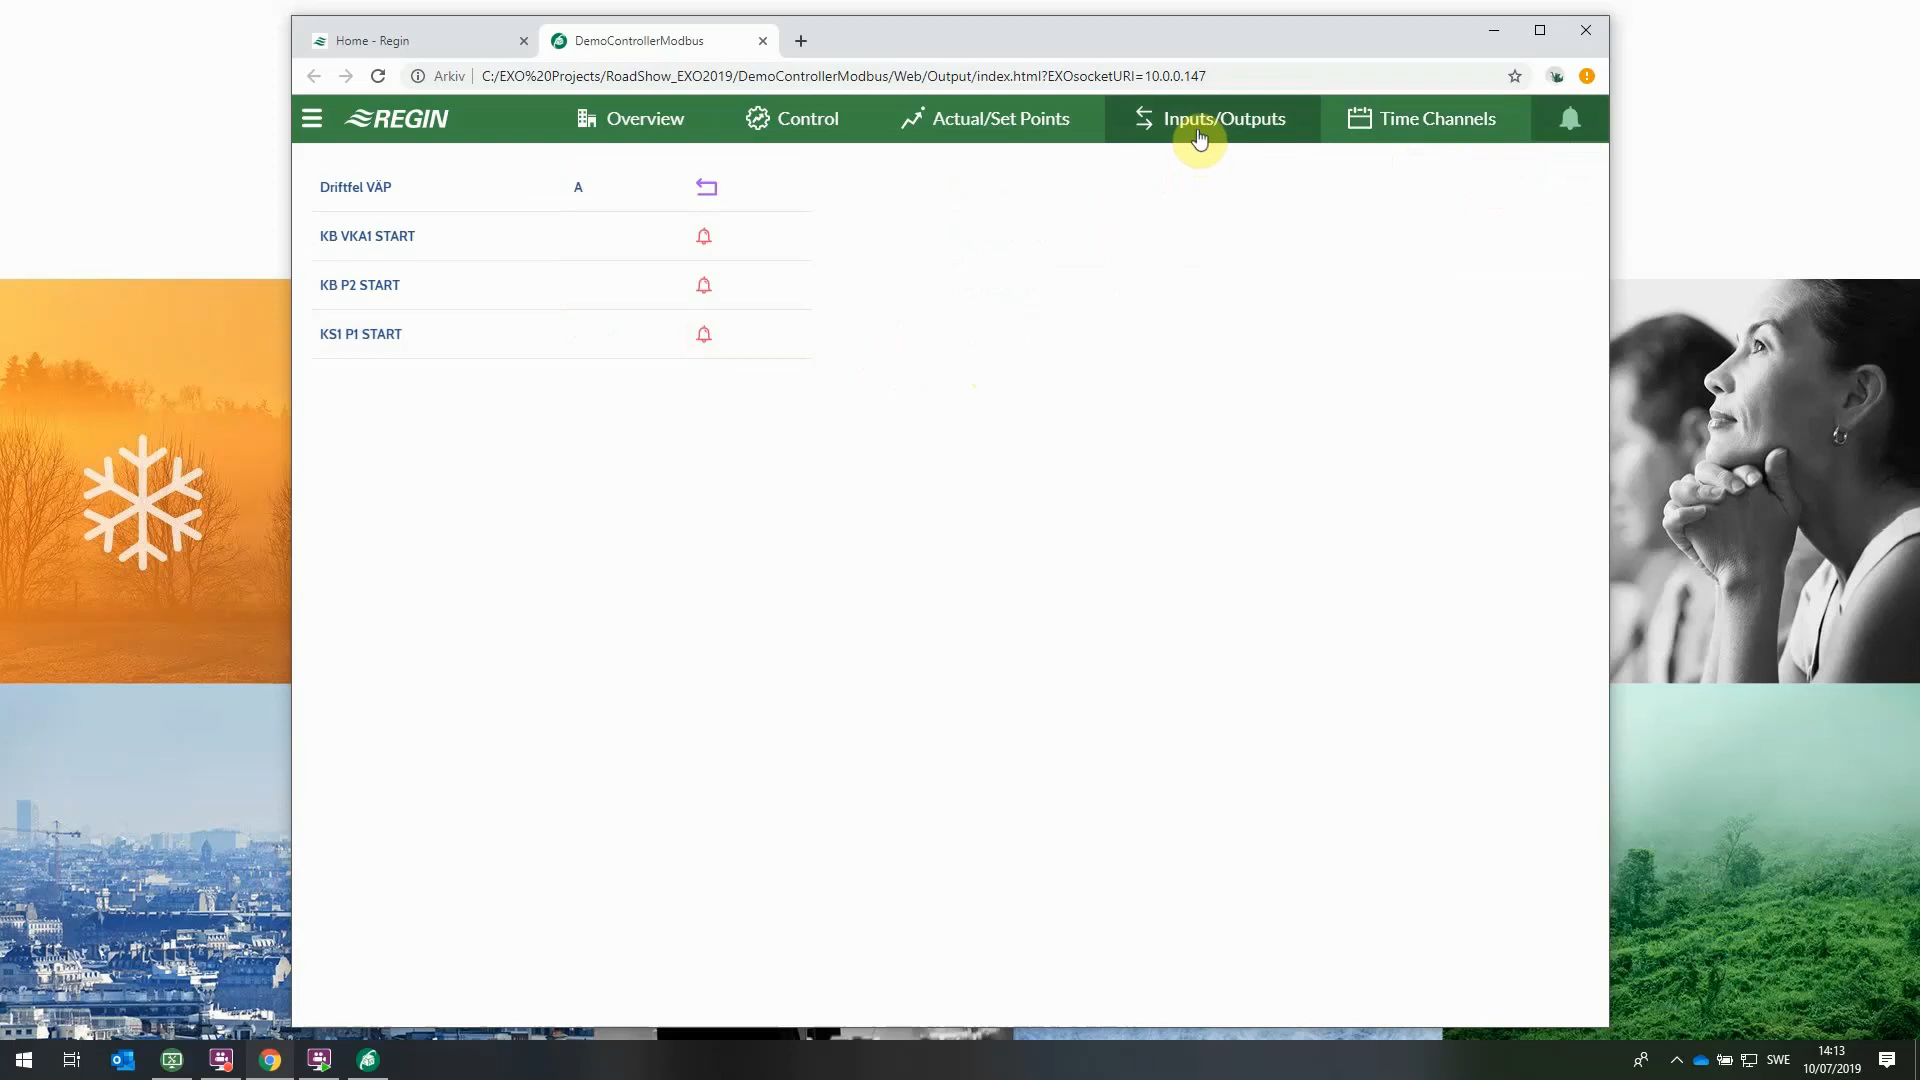 Home - Regin
DemoControllerModbus
Arkiv
C:/EXO%20Projects/RoadShow_EXO2019/DemoControllerModbus/Web/Output/index.html?EXOsocketURI=10.0.0.147
REGIN
Overview
Control
Actual/Set Points
Inputs/Outputs
Time Channels
Driftfel VÄP A
KB VKA1 START
KB P2 START
KS1 P1 START
SWE
14:13
10/07/2019